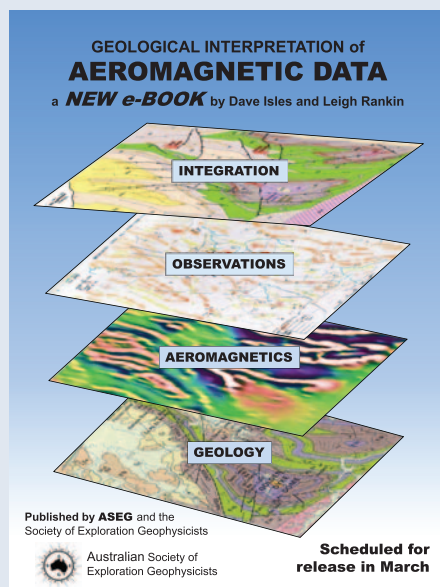 GEOLOGICAL INTERPRETATION of
AEROMAGNETIC DATA
a NEW e-BOOK by Dave Isles and Leigh Rankin
INTEGRATION
OBSERVATIONS
AEROMAGNETICS
GEOLOGY
Published by ASEG and the
Society of Exploration Geophysicists
Australian Society of
Exploration Geophysicists
Scheduled for
release in March